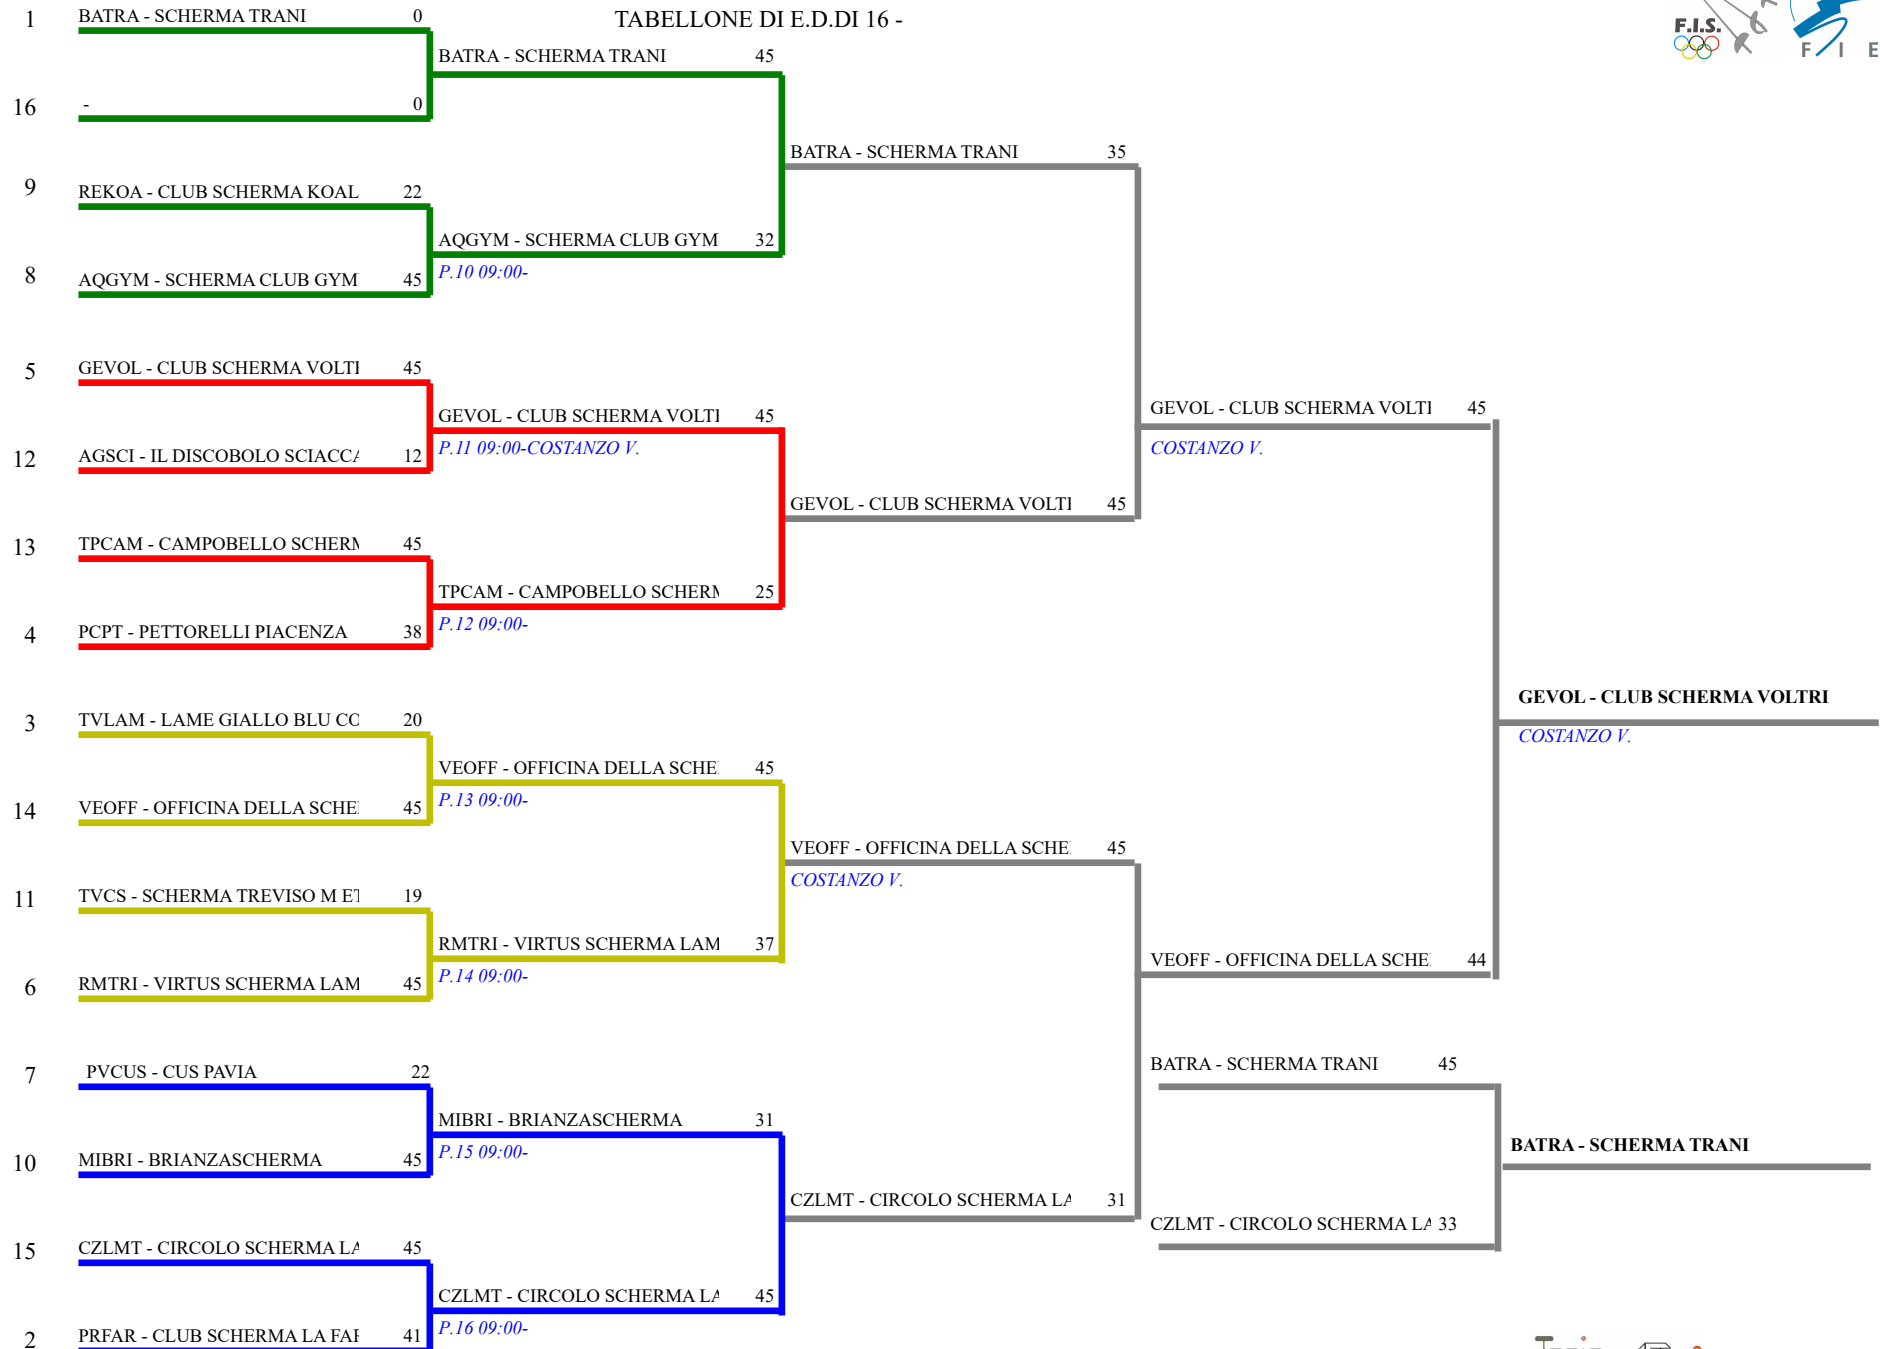 TABELLONE DI E.D.DI 16 -
F.I.S.
F I E
1 BATRA - SCHERMA TRANI 0
BATRA - SCHERMA TRANI 45
16 - 0
BATRA - SCHERMA TRANI 35
9 REKOA - CLUB SCHERMA KOAL 22
AQGYM - SCHERMA CLUB GYM 32
P.10 09:00-
8 AQGYM - SCHERMA CLUB GYM 45
5 GEVOL - CLUB SCHERMA VOLTI 45
GEVOL - CLUB SCHERMA VOLTI 45
P.11 09:00-COSTANZO V.
GEVOL - CLUB SCHERMA VOLTI 45
COSTANZO V.
12 AGSCI - IL DISCOBOLO SCIACCA 12
GEVOL - CLUB SCHERMA VOLTI 45
13 TPCAM - CAMPOBELLO SCHERM 45
TPCAM - CAMPOBELLO SCHERM 25
P.12 09:00-
4 PCPT - PETTORELLI PIACENZA 38
GEVOL - CLUB SCHERMA VOLTRI
COSTANZO V.
3 TVLAM - LAME GIALLO BLU CO 20
VEOFF - OFFICINA DELLA SCHE 45
P.13 09:00-
14 VEOFF - OFFICINA DELLA SCHE 45
VEOFF - OFFICINA DELLA SCHE 45
COSTANZO V.
11 TVCS - SCHERMA TREVISO M ET 19
RMTRI - VIRTUS SCHERMA LAM 37
P.14 09:00-
VEOFF - OFFICINA DELLA SCHE 44
6 RMTRI - VIRTUS SCHERMA LAM 45
7 PVCUS - CUS PAVIA 22
BATRA - SCHERMA TRANI 45
MIBRI - BRIANZASCHERMA 31
P.15 09:00-
BATRA - SCHERMA TRANI
10 MIBRI - BRIANZASCHERMA 45
CZLMT - CIRCOLO SCHERMA LA 31
CZLMT - CIRCOLO SCHERMA LA 33
15 CZLMT - CIRCOLO SCHERMA LA 45
CZLMT - CIRCOLO SCHERMA LA 45
P.16 09:00-
2 PRFAR - CLUB SCHERMA LA FAR 41